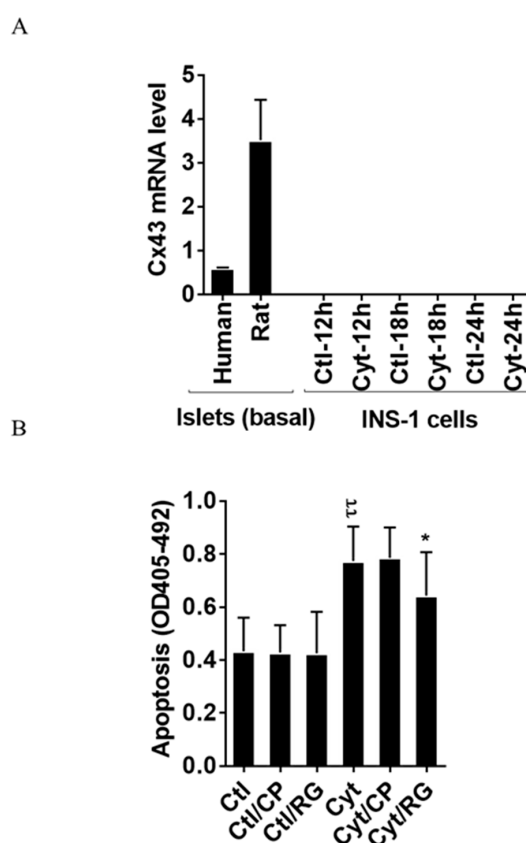 A
Cx43 mRNA level
5
4
3
2
1
0
Human
Rat
Ctl-12h
Cyt-12h
Ctl-18h
Cyt-18h
Ctl-24h
Cyt-24h
Islets (basal)
INS-1 cells
B
Apoptosis (OD405-492)
1.0
0.8
0.6
0.4
0.2
0.0
ττ
*
Ctl
Ctl/CP
Ctl/RG
Cyt
Cyt/CP
Cyt/RG